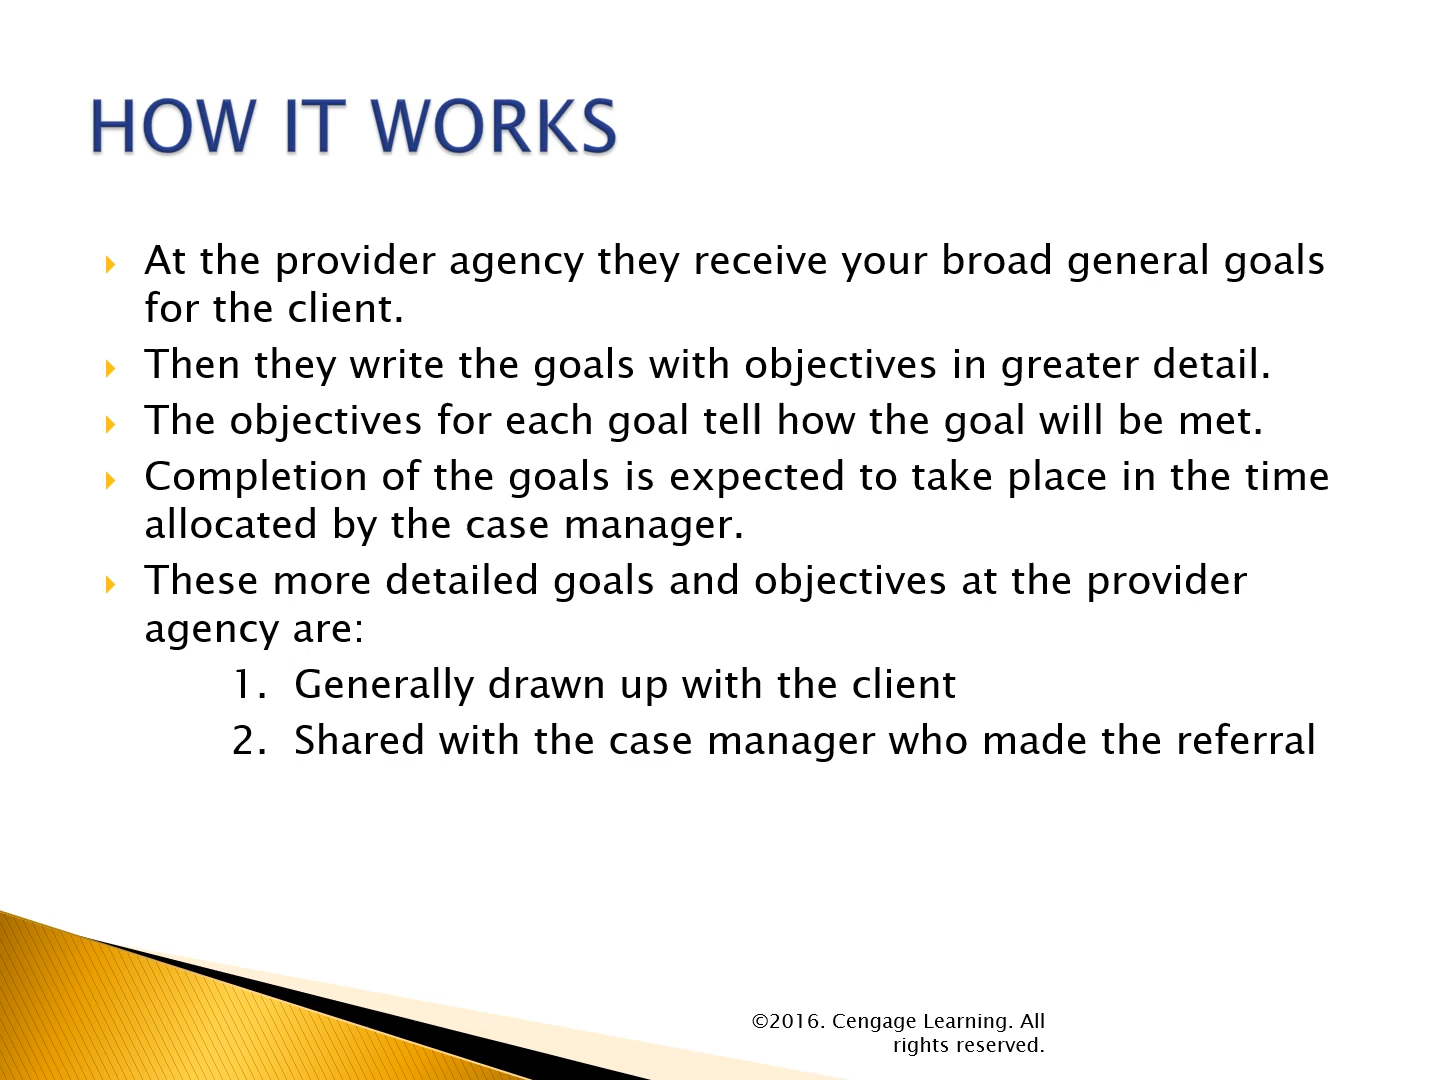 HOW IT WORKS
At the provider agency they receive your broad general goals
for the client.
Then they write the goals with objectives in greater detail.
The objectives for each goal tell how the goal will be met.
Completion of the goals is expected to take place in the time
allocated by the case manager.
These more detailed goals and objectives at the provider
agency are:
1. Generally drawn up with the client
2. Shared with the case manager who made the referral
©2016. Cengage Learning. All
rights reserved.